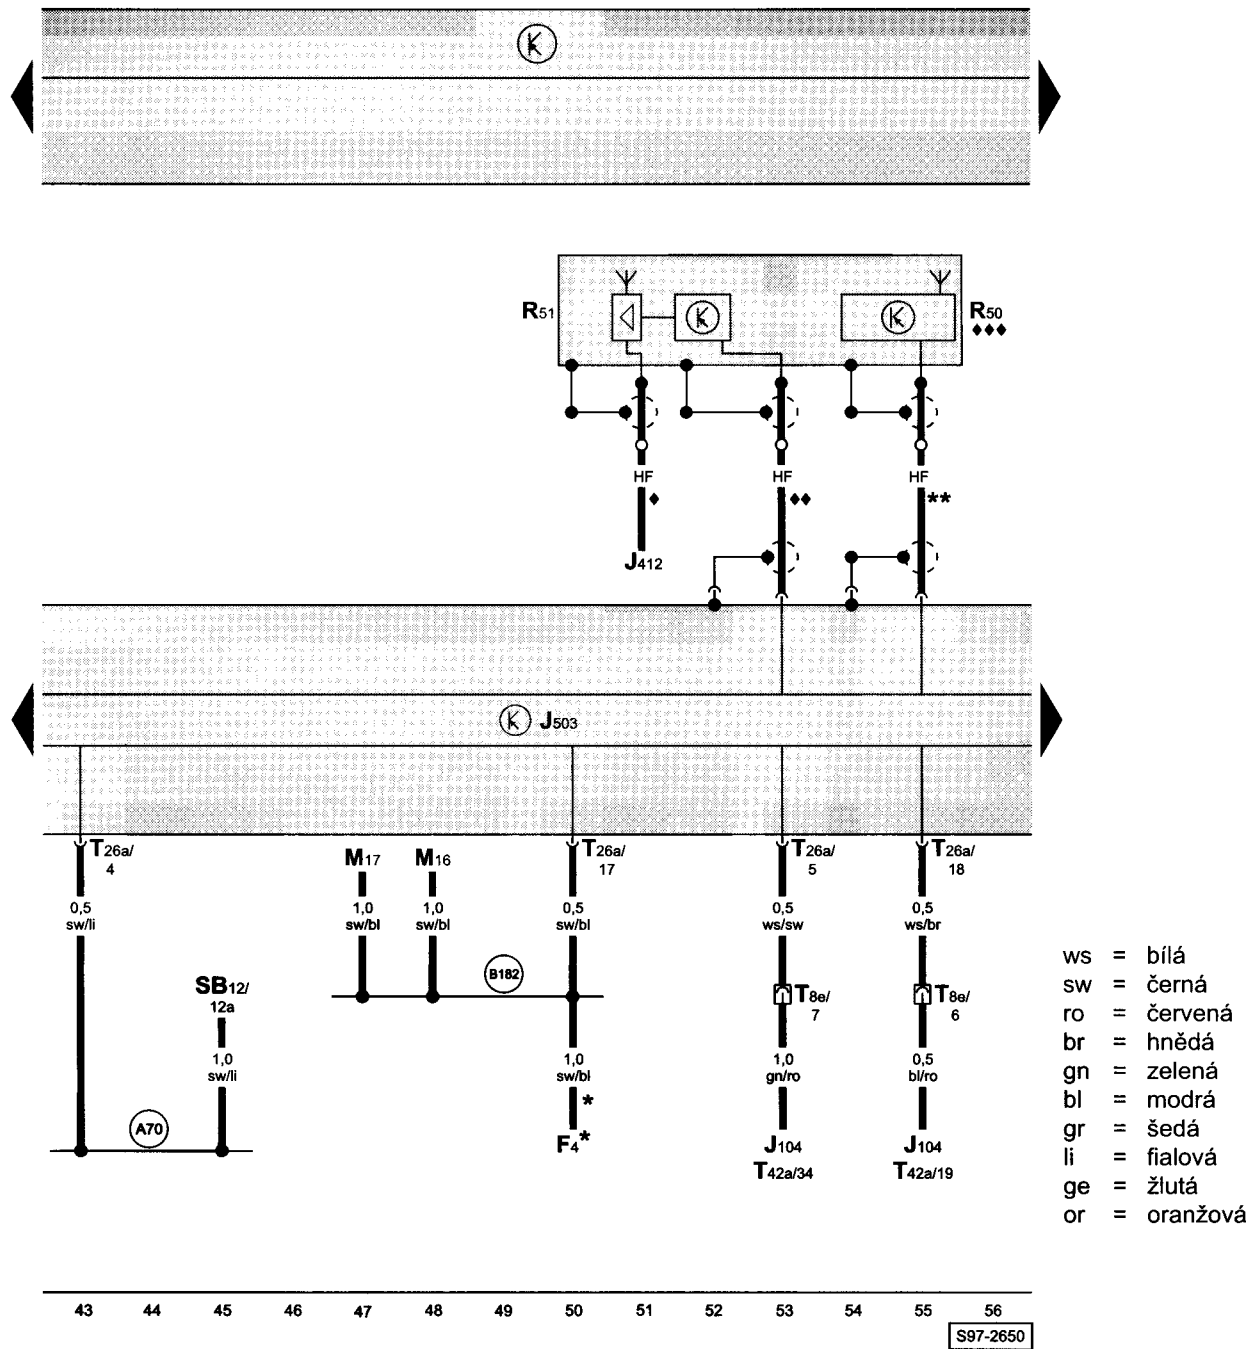 R51
R50
♦♦♦
HF
HF
HF
♦
♦♦
**
J412
J503
T26a/
4
M17
M16
T26a/
17
T26a/
5
T26a/
18
0,5
sw/li
1,0
sw/bl
1,0
sw/bl
0,5
sw/bl
0,5
ws/sw
0,5
ws/br
SB12/
12a
B182
T8e/
7
T8e/
6
1,0
sw/li
1,0
sw/bl
*
1,0
gn/ro
0,5
bl/ro
A70
F4*
J104
T42a/34
J104
T42a/19
ws = bílá
sw = černá
ro = červená
br = hnědá
gn = zelená
bl = modrá
gr = šedá
li = fialová
ge = žlutá
or = oranžová
43 44 45 46 47 48 49 50 51 52 53 54 55 56
S97-2650